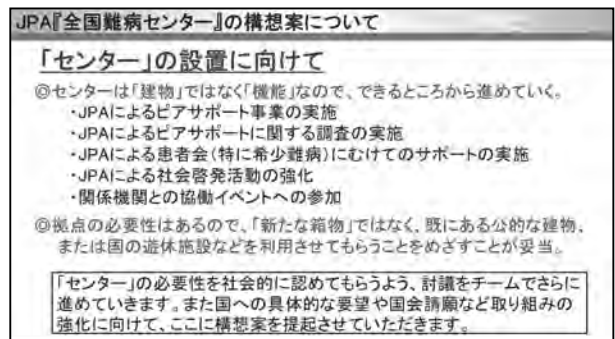 JPA『全国難病センター』の構想案について
「センター」の設置に向けて
◎センターは「建物」ではなく「機能」なので、できるところから進めていく。
・JPAによるピアサポート事業の実施
・JPAによるピアサポートに関する調査の実施
・JPAによる患者会(特に希少難病)にむけてのサポートの実施
・JPAによる社会啓発活動の強化
・関係機関との協働イベントへの参加
◎拠点の必要性はあるので、「新たな箱物」ではなく、既にある公的な建物、
または国の遊休施設などを利用させてもらうことをめざすことが妥当。
「センター」の必要性を社会的に認めてもらうよう、討議をチームでさらに
進めていきます。また国への具体的な要望や国会請願など取り組みの
強化に向けて、ここに構想案を提起させていただきます。